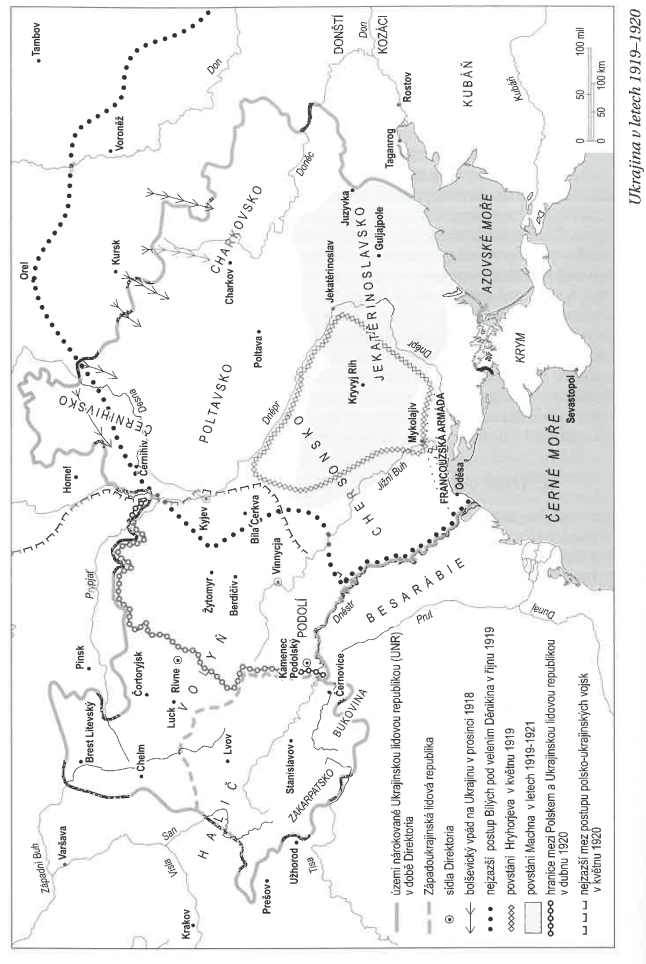 Ukrajina v letech 1919–1920
Tambov
Voroněž
Don
Orel
Kursk
DONŠTÍ
KOZÁCI
Don
Doněc
CHARKOVSKO
Charkov
Rostov
Taganrog
KUBÁŇ
Kubáň
0 50 100 mil
0 50 100 km
Juzyvka
Guljajpole
JEKATĚRINOSLAVSKO
Jekatěrinoslav
AZOVSKÉ MOŘE
Poltava
POLTAVSKO
Děsna
ČERNIHIVSKO
Černihiv
Homel
Dněpr
Dněpr
Kryvyj Rih
KRYM
Sevastopol
CHERSONSKO
Mykolajiv
FRANCOUZSKÁ ARMÁDA
Oděsa
ČERNÉ MOŘE
Jižní Buh
Kyjev
Bíla Cerkva
Pinsk
Pripjať
Žytomyr
Berdičiv
Vinnycja
PODOLÍ
Dněstr
BESARÁBIE
Prut
Dunaj
Brest Litevský
Cortoryjsk
Rivne
Luck
VOLYŇ
Kamenec
Podolský
Černovice
BUKOVINA
Západní Buh
Varšava
Chelm
Lvov
HALIČ
Stanislavov
San
Visla
Krakov
Prešov
Užhorod
Tisa
ZAKARPATSKO
území nárokované Ukrajinskou lidovou republikou (UNR)
v době Direktoria
Západoukrajinská lidová republika
sídla Direktoria
bolševický vpád na Ukrajinu v prosinci 1918
nejzazší postup Bílých pod velením Děnikina v říjnu 1919
povstání Hryhorjeva v květnu 1919
povstání Machna v letech 1919-1921
hranice mezi Polskem a Ukrajinskou lidovou republikou
v dubnu 1920
nejzazší mez postupu polsko-ukrajinských vojsk
v květnu 1920